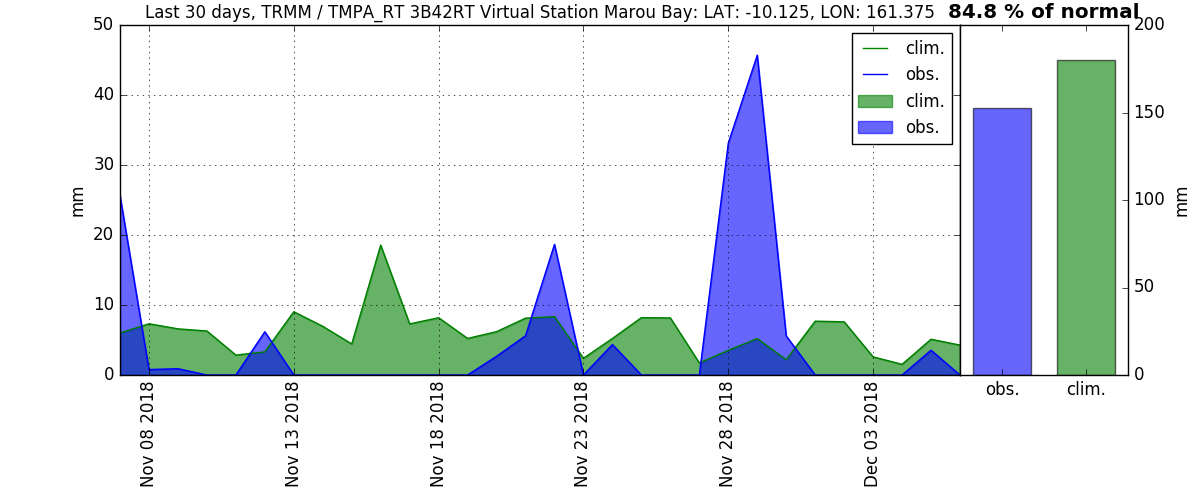 Last 30 days, TRMM / TMPA_RT 3B42RT Virtual Station Marou Bay: LAT: -10.125, LON: 161.375 84.8 % of normal
50
40
30
20
10
0
mm
clim.
obs.
clim.
obs.
200
150
100
50
0
mm
Nov 08 2018
Nov 13 2018
Nov 18 2018
Nov 23 2018
Nov 28 2018
Dec 03 2018
obs. clim.